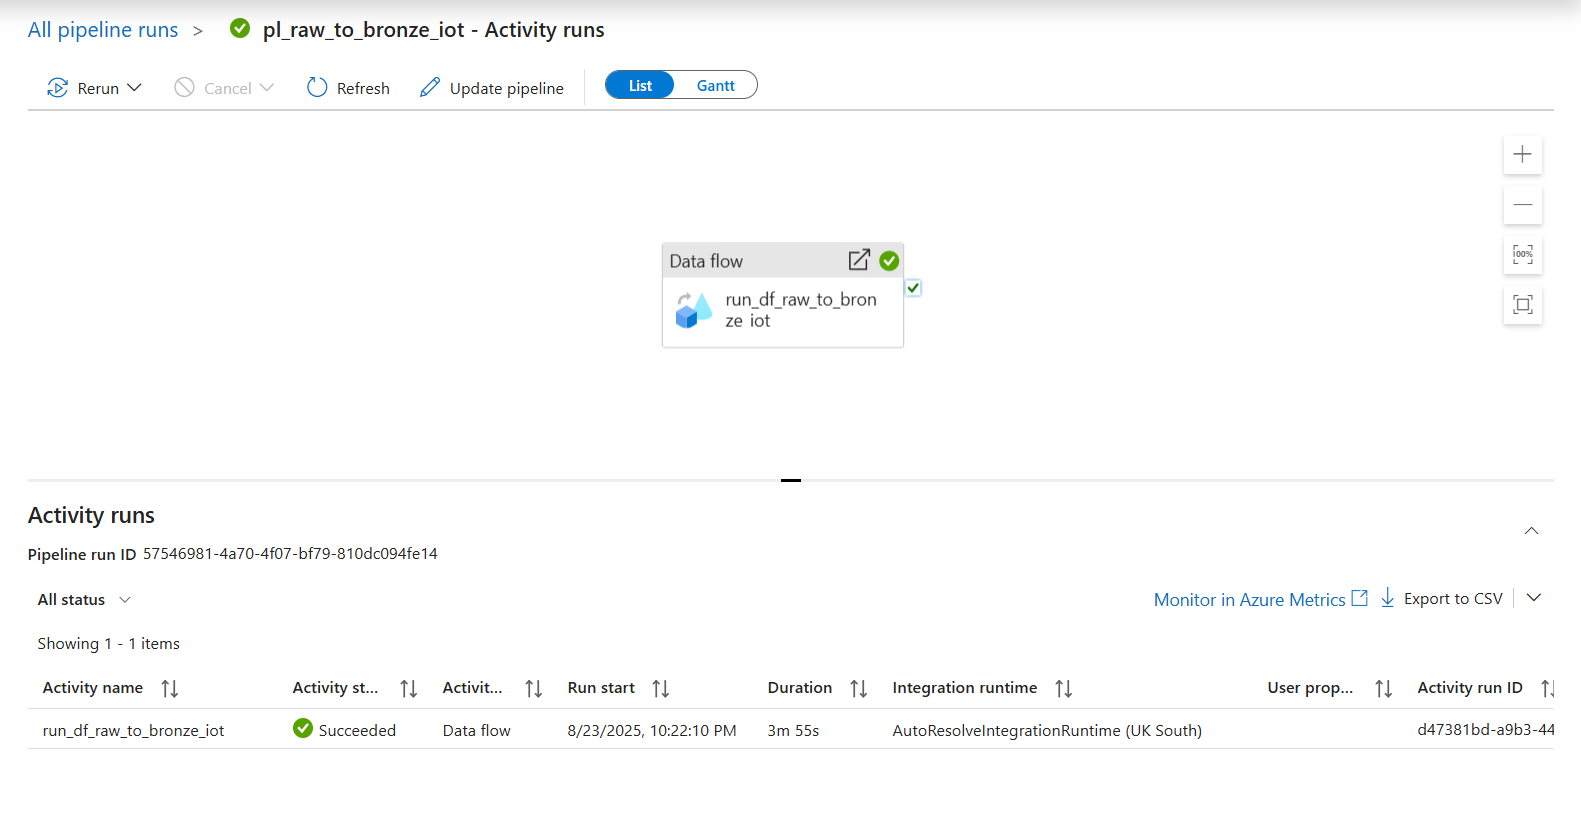 All pipeline runs > pl_raw_to_bronze_iot - Activity runs
Rerun Cancel Refresh Update pipeline List Gantt
100%
Data flow
run_df_raw_to_bron
ze_iot
Activity runs
Pipeline run ID 57546981-4a70-4f07-bf79-810dc094fe14
All status Monitor in Azure Metrics Export to CSV
Showing 1 - 1 items
Activity name Activity st... Activit... Run start Duration Integration runtime User prop... Activity run ID
run_df_raw_to_bronze_iot Succeeded Data flow 8/23/2025, 10:22:10 PM 3m 55s AutoResolveIntegrationRuntime (UK South) d47381bd-a9b3-44